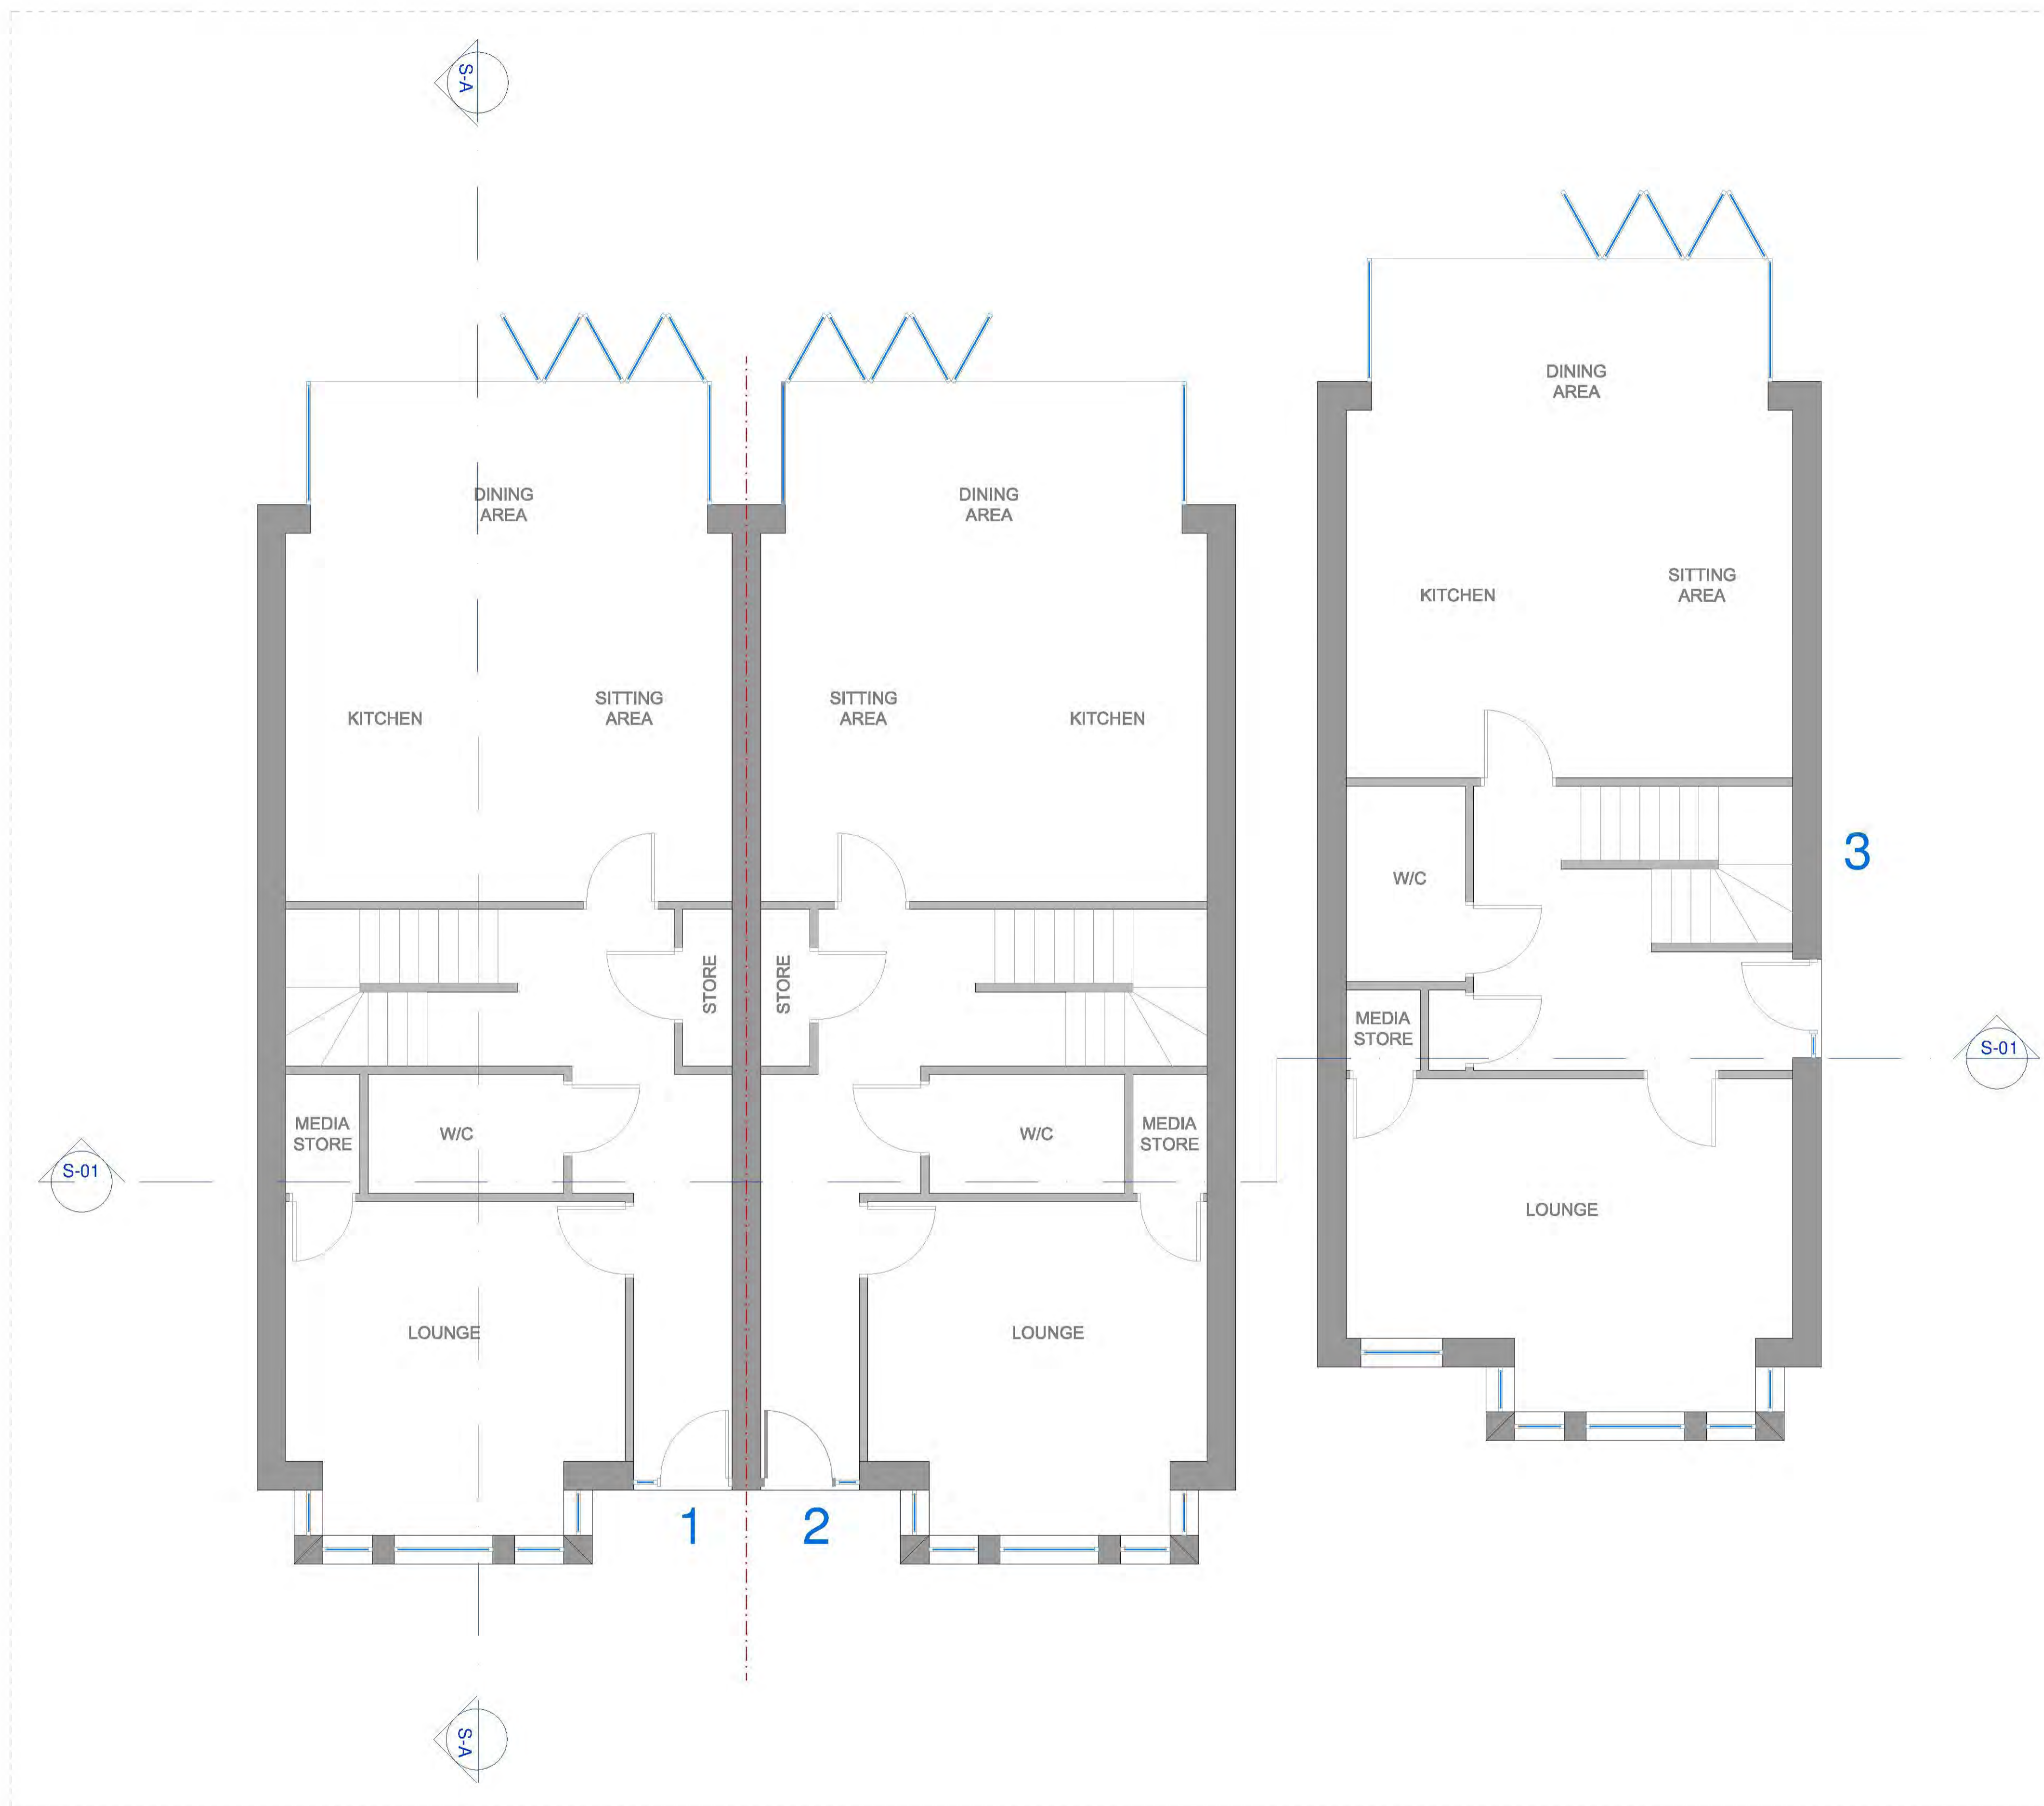 S-A
DINING
AREA
DINING
AREA
DINING
AREA
KITCHEN
SITTING
AREA
KITCHEN
SITTING
AREA
SITTING
AREA
KITCHEN
3
W/C
STORE
STORE
MEDIA
STORE
S-01
MEDIA
STORE
W/C
W/C
MEDIA
STORE
S-01
LOUNGE
LOUNGE
LOUNGE
1
2
S-A